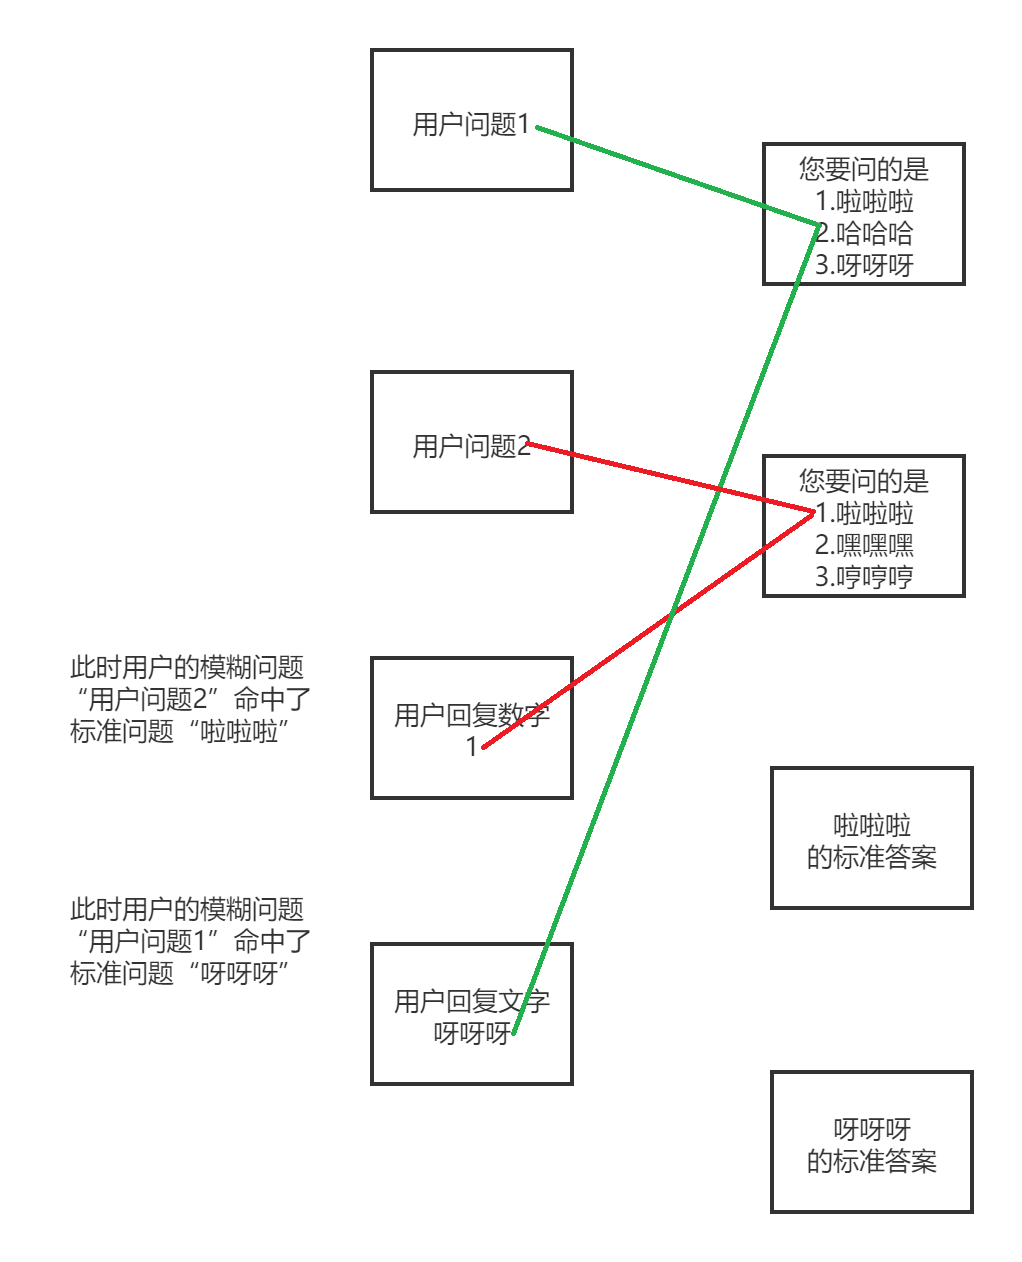 用户问题1
您要问的是
1.啦啦啦
2.哈哈哈
3.呀呀呀
用户问题2
您要问的是
1.啦啦啦
2.嘿嘿嘿
3.哼哼哼
此时用户的模糊问题
“用户问题2”命中了
标准问题“啦啦啦”
用户回复数字
1
啦啦啦
的标准答案
此时用户的模糊问题
“用户问题1”命中了
标准问题“呀呀呀”
用户回复文字
呀呀呀
呀呀呀
的标准答案